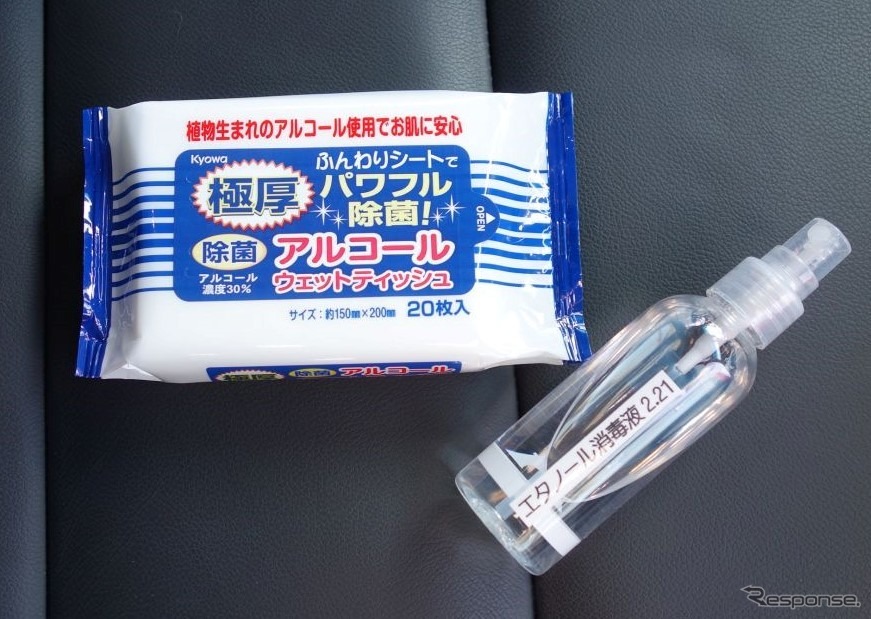 植物生まれのアルコール使用でお肌に安心
Kyowa
ふんわりシートで
極厚
パワフル
除菌!
OPEN
除菌
アルコール
アルコール
濃度30%
ウェットティッシュ
サイズ:約150㎜×200㎜
20枚入
極厚 除菌 アルコール
エタノール消毒液 2.21
Response.